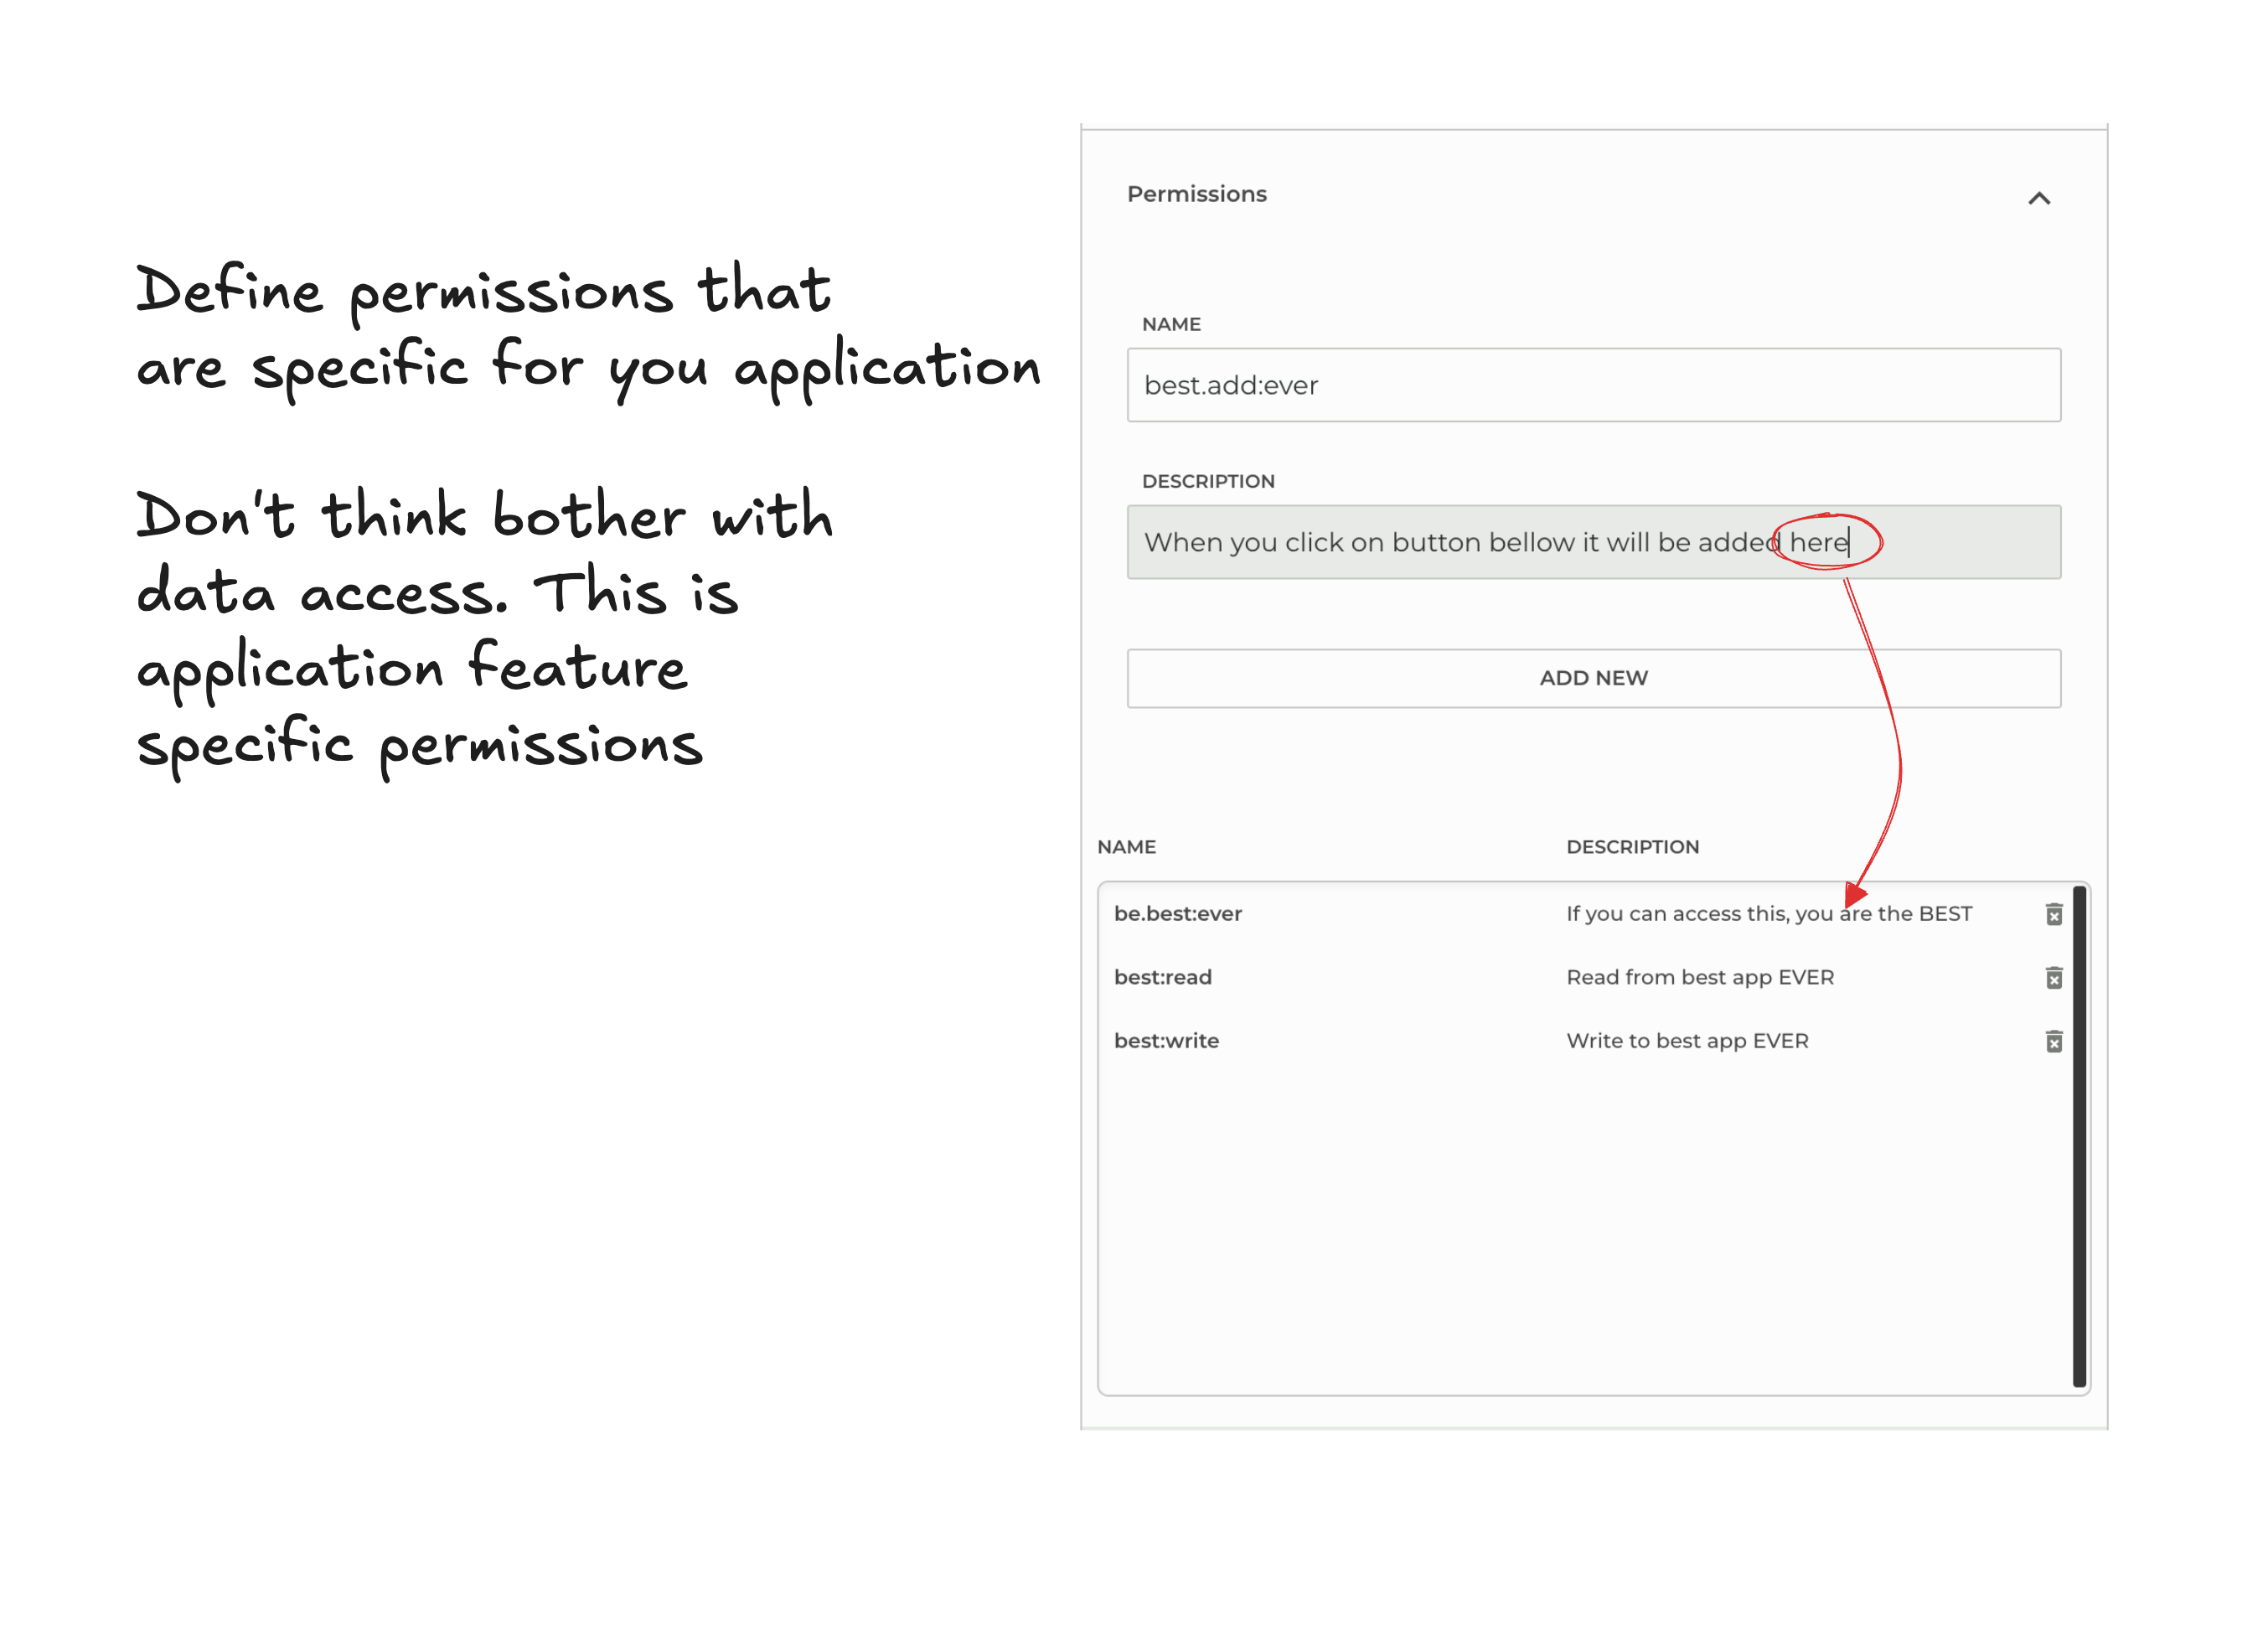 Define permissions that
are specific for you application
Don't think bother with
data access. This is
application feature
specific permissions
Permissions
NAME
best.add:ever
DESCRIPTION
When you click on button bellow it will be added here
ADD NEW
NAME DESCRIPTION
be.best:ever If you can access this, you are the BEST
best:read Read from best app EVER
best:write Write to best app EVER